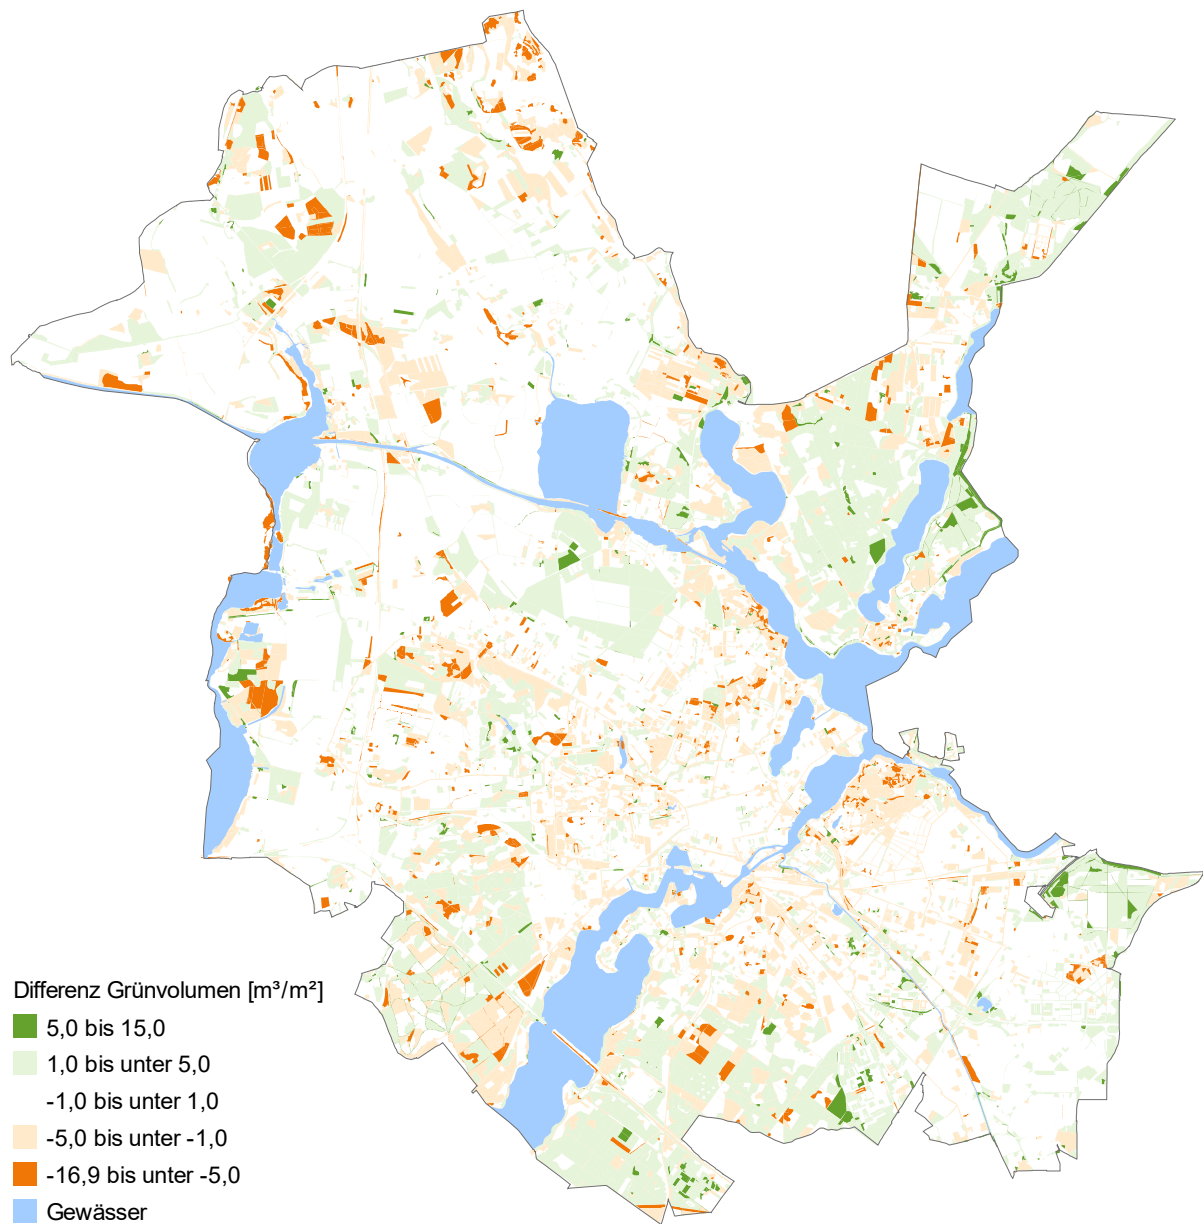 Differenz Grünvolumen [m³/m²]
5,0 bis 15,0
1,0 bis unter 5,0
-1,0 bis unter 1,0
-5,0 bis unter -1,0
-16,9 bis unter -5,0
Gewässer